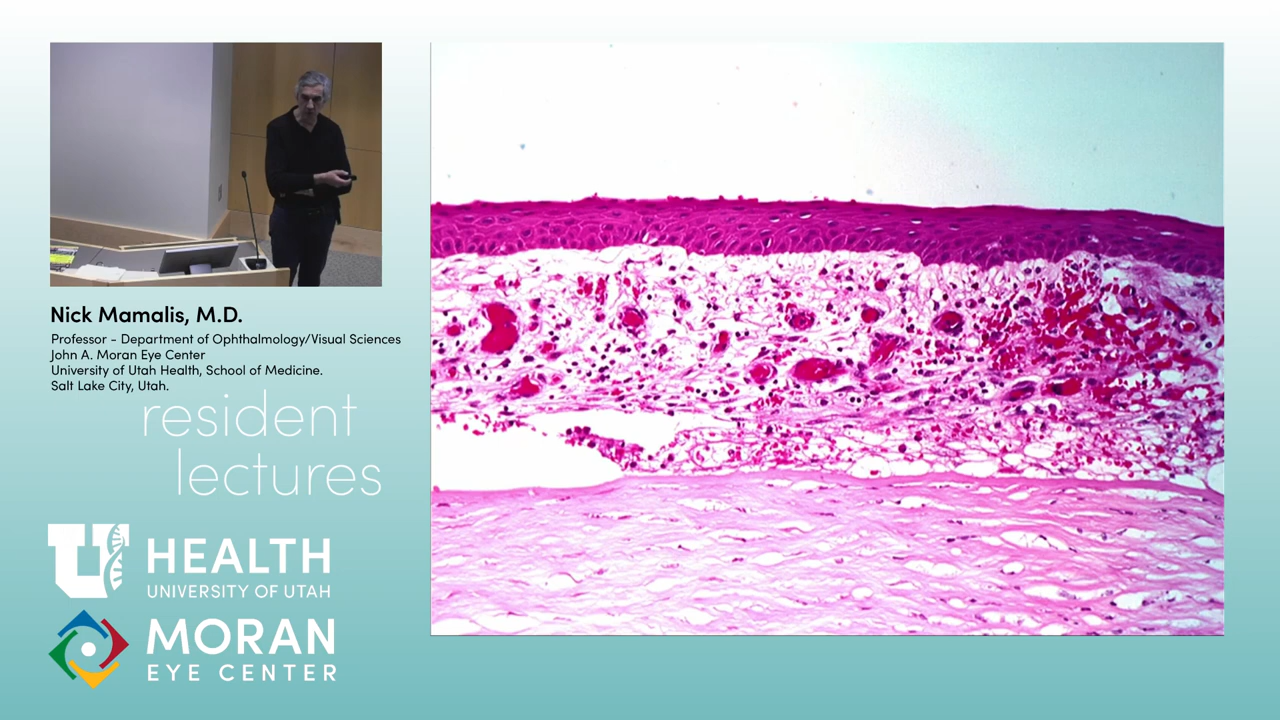 Nick Mamalis, M.D.
Professor - Department of Ophthalmology/Visual Sciences
John A. Moran Eye Center
University of Utah Health, School of Medicine.
Salt Lake City, Utah.
resident
lectures
U HEALTH
UNIVERSITY OF UTAH
MORAN
EYE CENTER